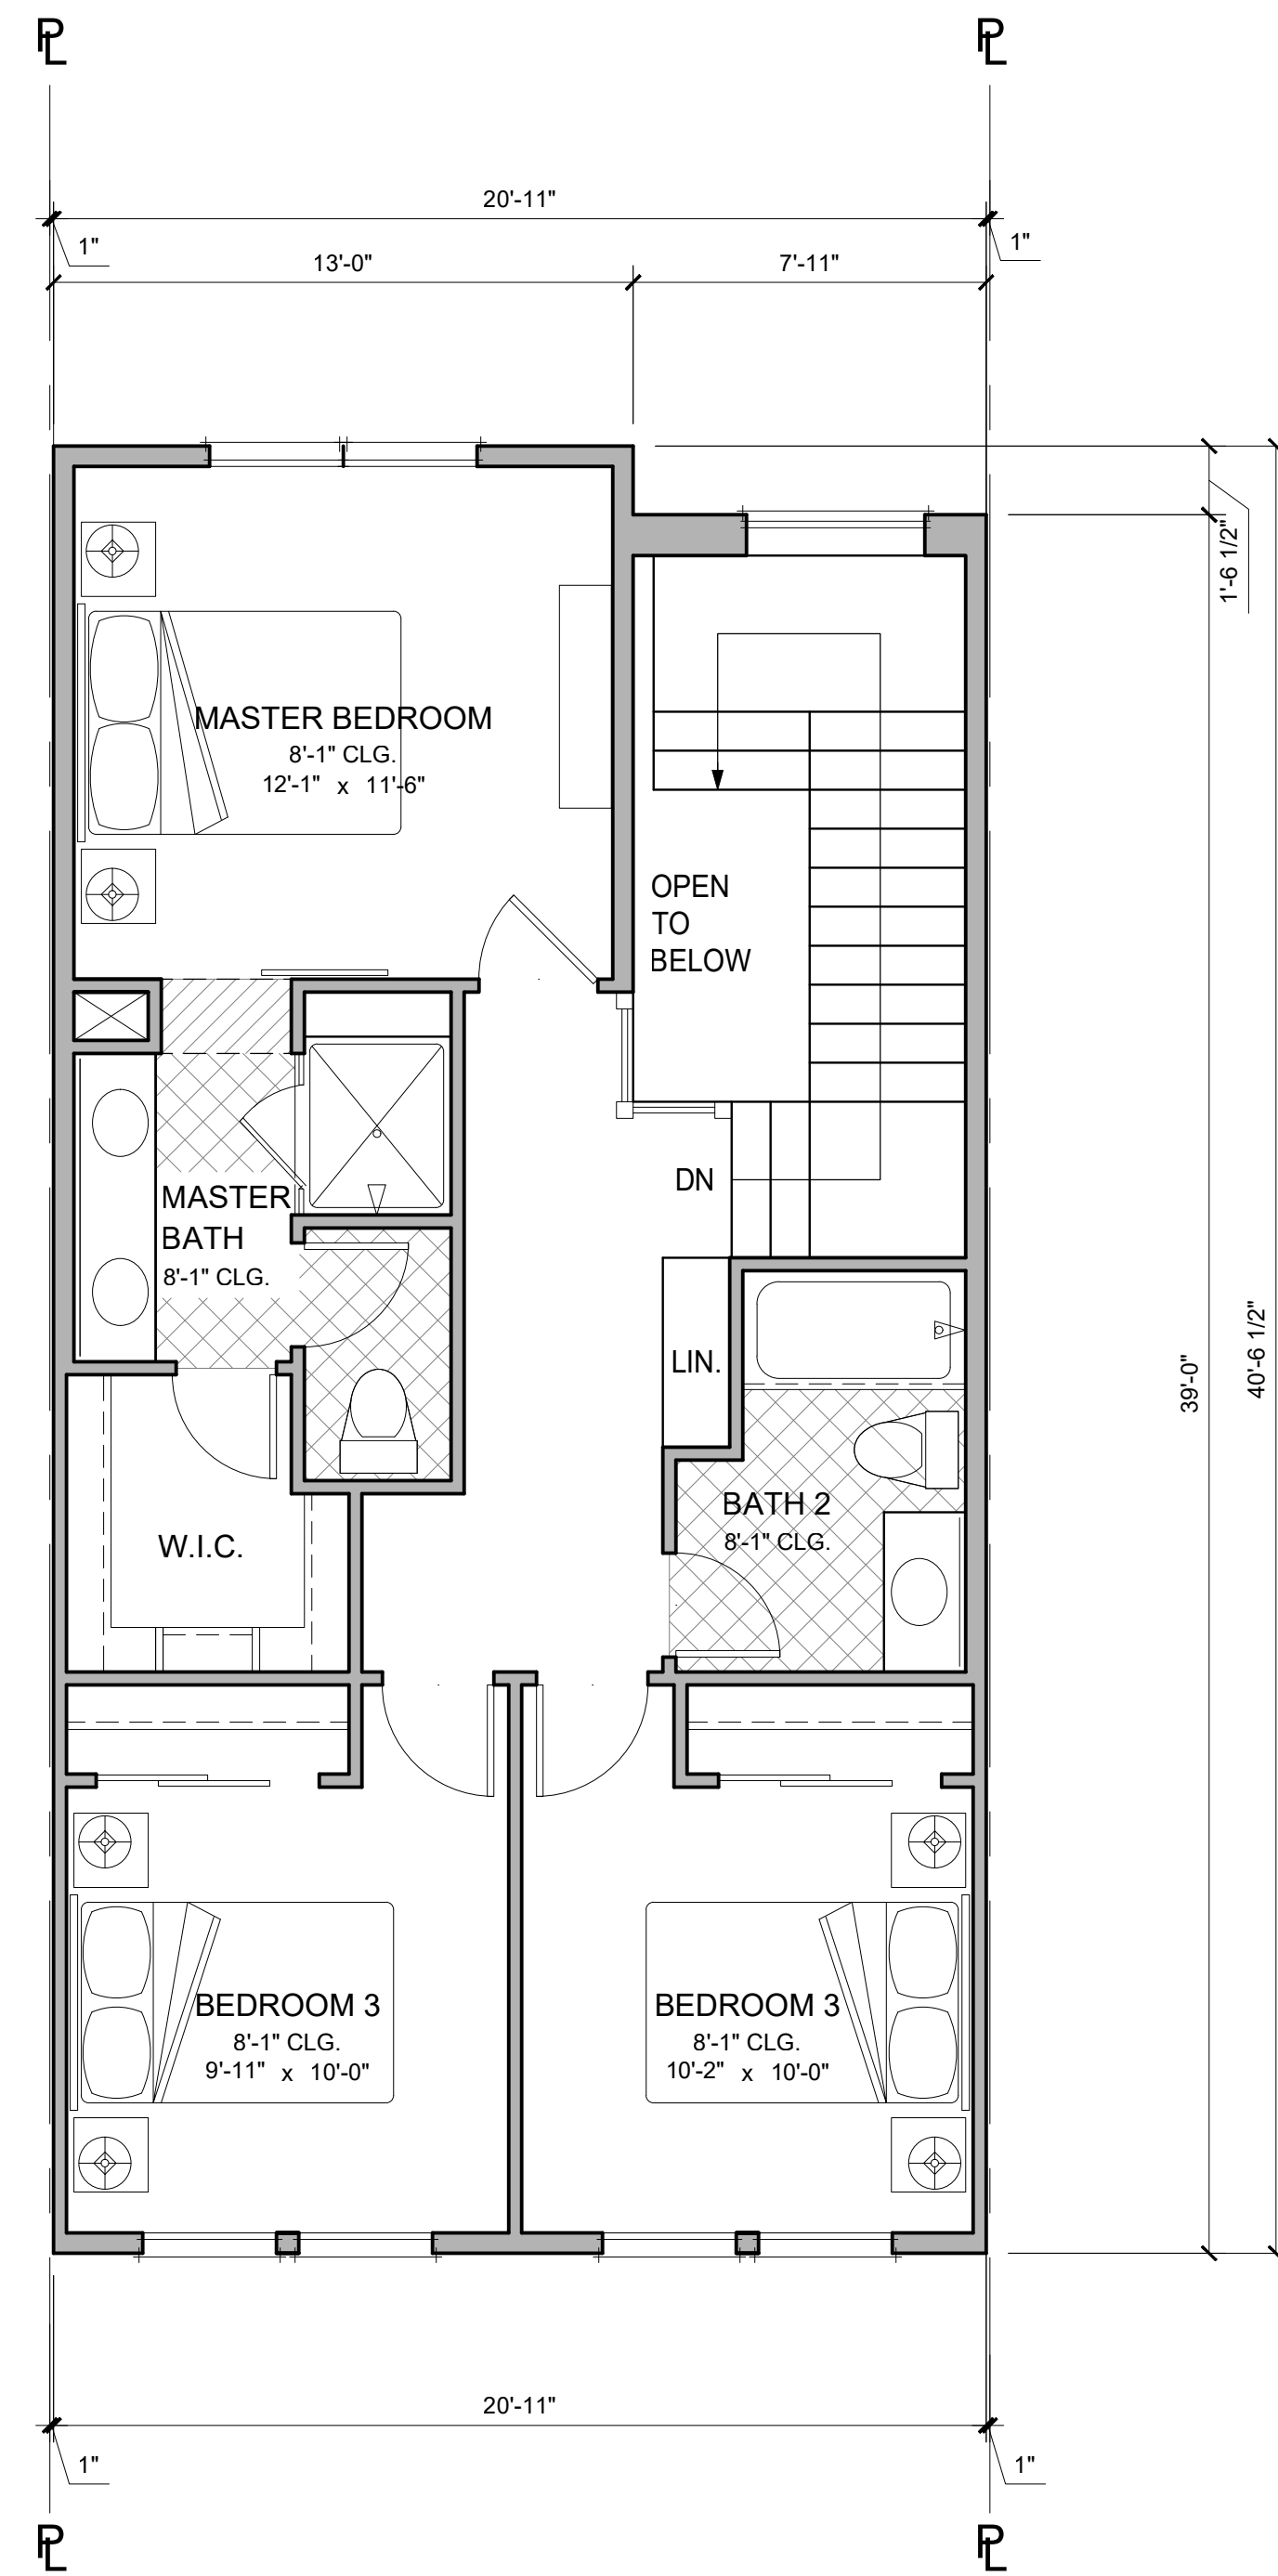 PL
PL
20'-11"
1"
1"
13'-0"
7'-11"
1'-6 1/2"
MASTER BEDROOM
8'-1" CLG.
12'-1" x 11'-6"
OPEN
TO
BELOW
DN
MASTER
BATH
8'-1" CLG.
LIN.
39'-0"
40'-6 1/2"
BATH 2
8'-1" CLG.
W.I.C.
BEDROOM 3
8'-1" CLG.
9'-11" x 10'-0"
BEDROOM 3
8'-1" CLG.
10'-2" x 10'-0"
20'-11"
1"
1"
PL
PL